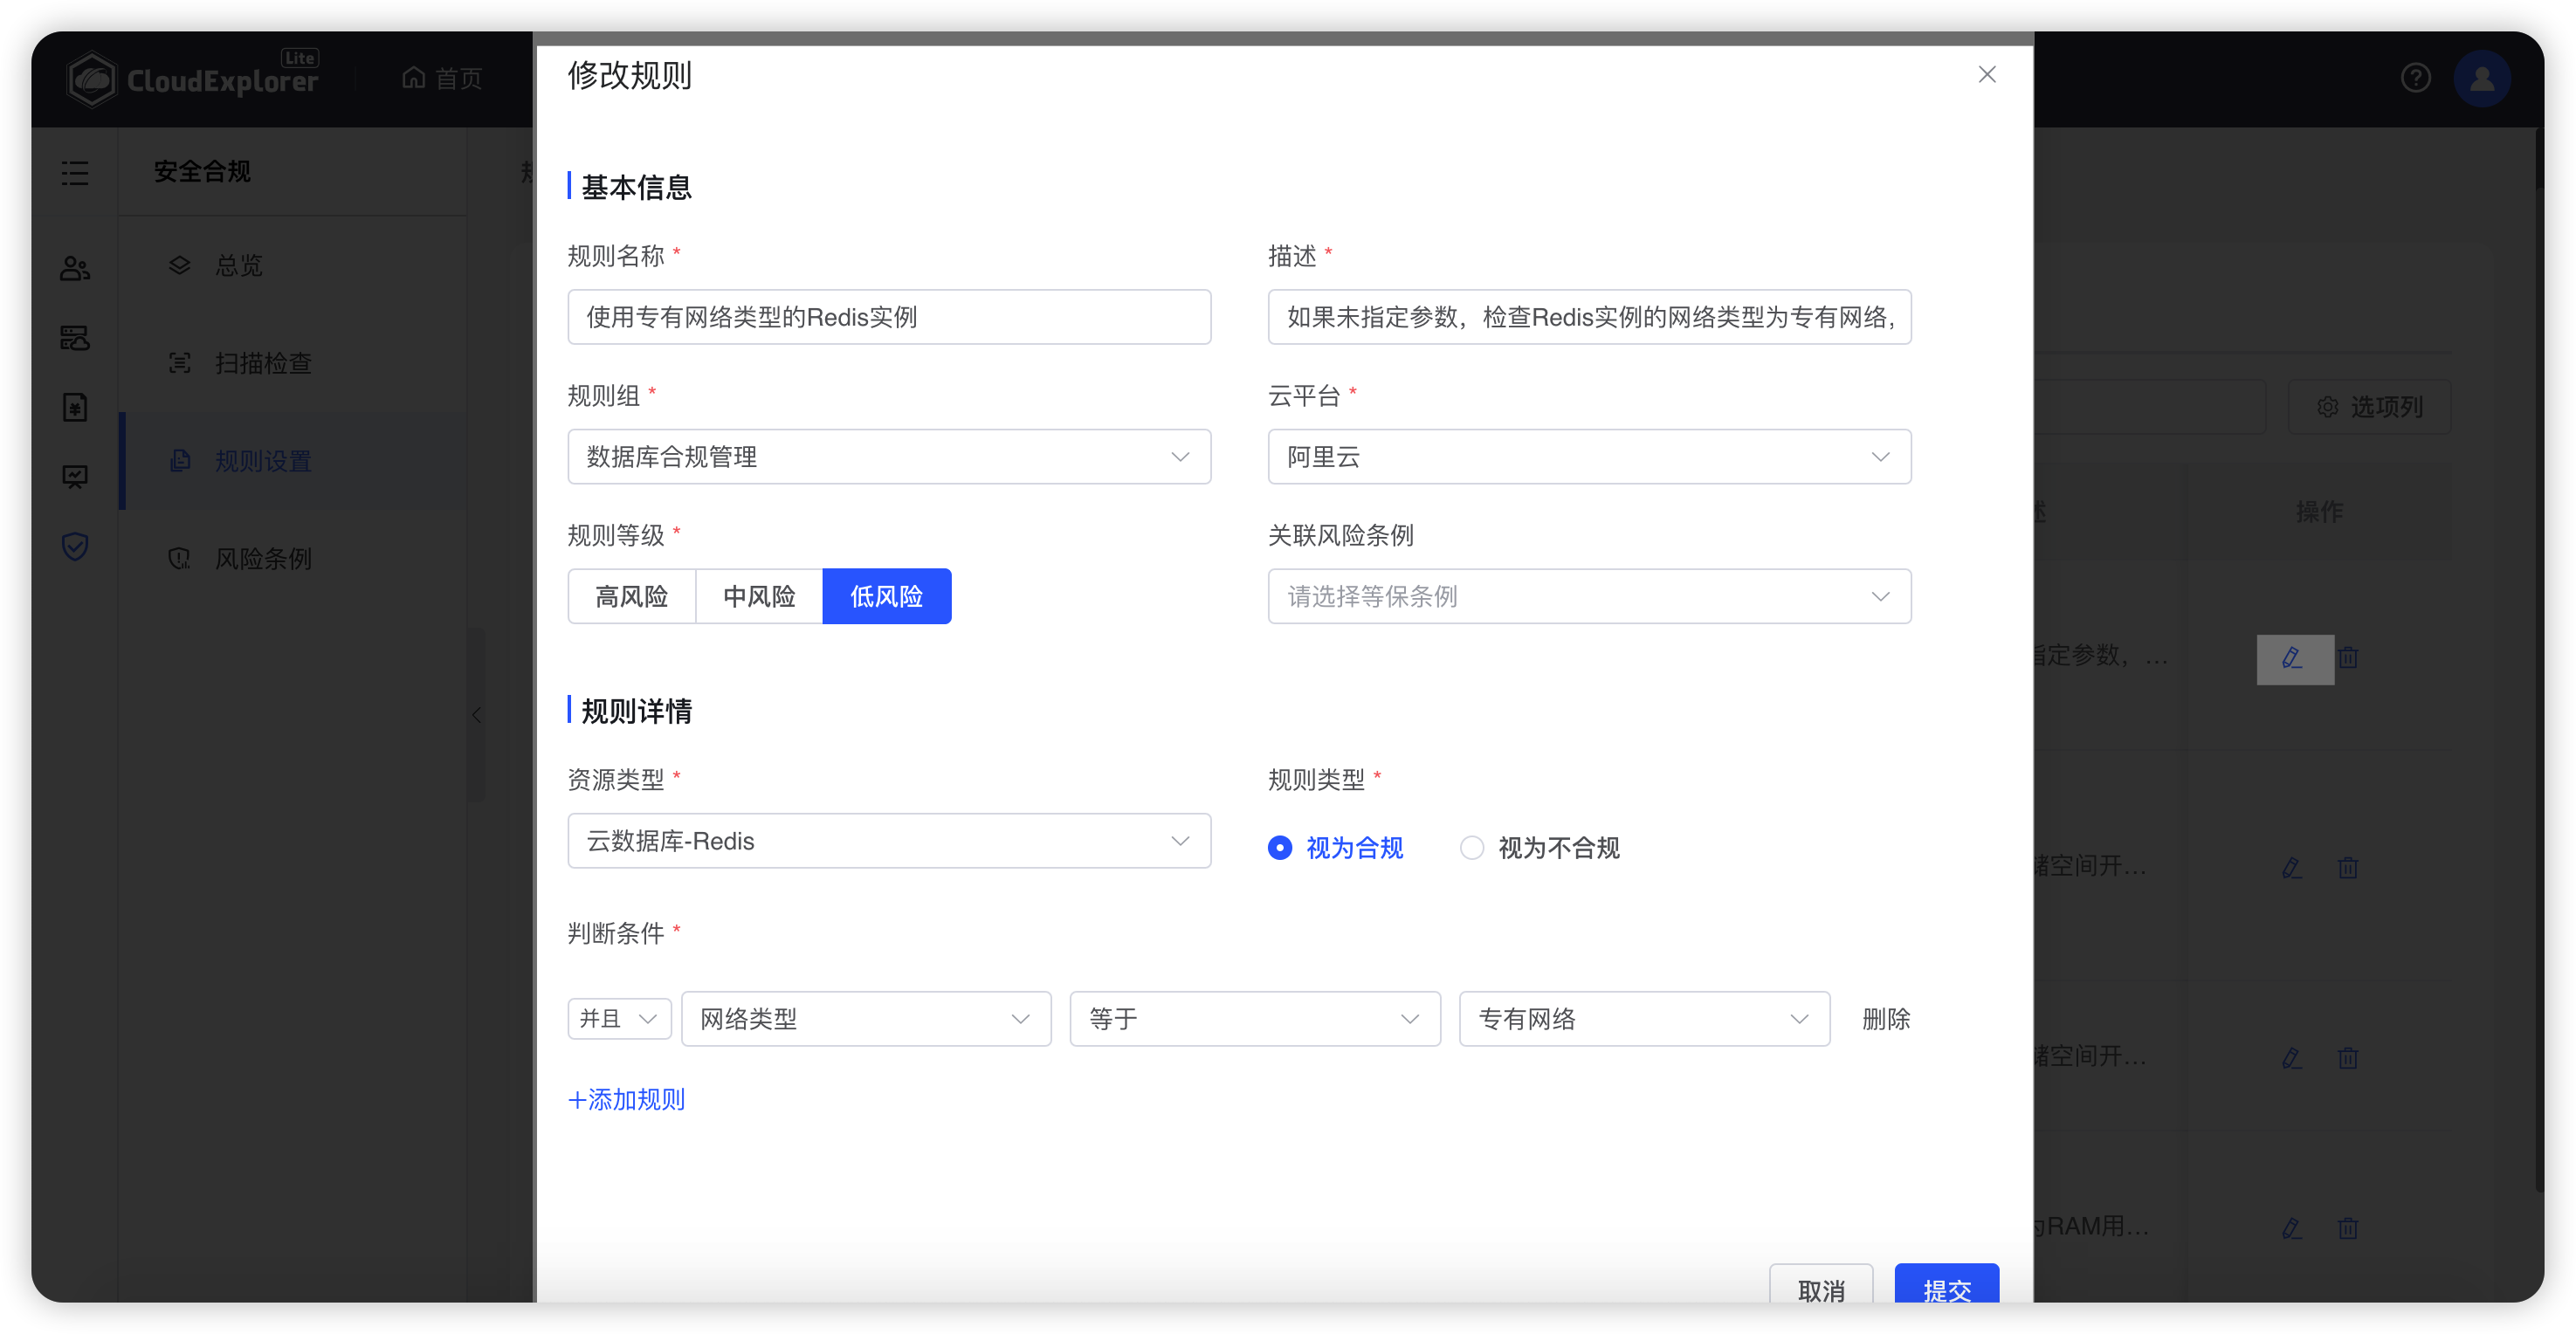 CloudExplorer Lite
首页
安全合规
总览
扫描检查
规则设置
风险条例
修改规则
基本信息
规则名称 *
描述 *
使用专有网络类型的Redis实例
如果未指定参数，检查Redis实例的网络类型为专有网络，
规则组 *
云平台 *
数据库合规管理
阿里云
规则等级 *
关联风险条例
高风险 中风险 低风险
请选择等保条例
规则详情
资源类型 *
规则类型 *
云数据库-Redis
视为合规 视为不合规
判断条件 *
并且 网络类型 等于 专有网络 删除
+添加规则
取消 提交
选项列
操作
指定参数，...
储空间开...
储空间开...
为RAM用...